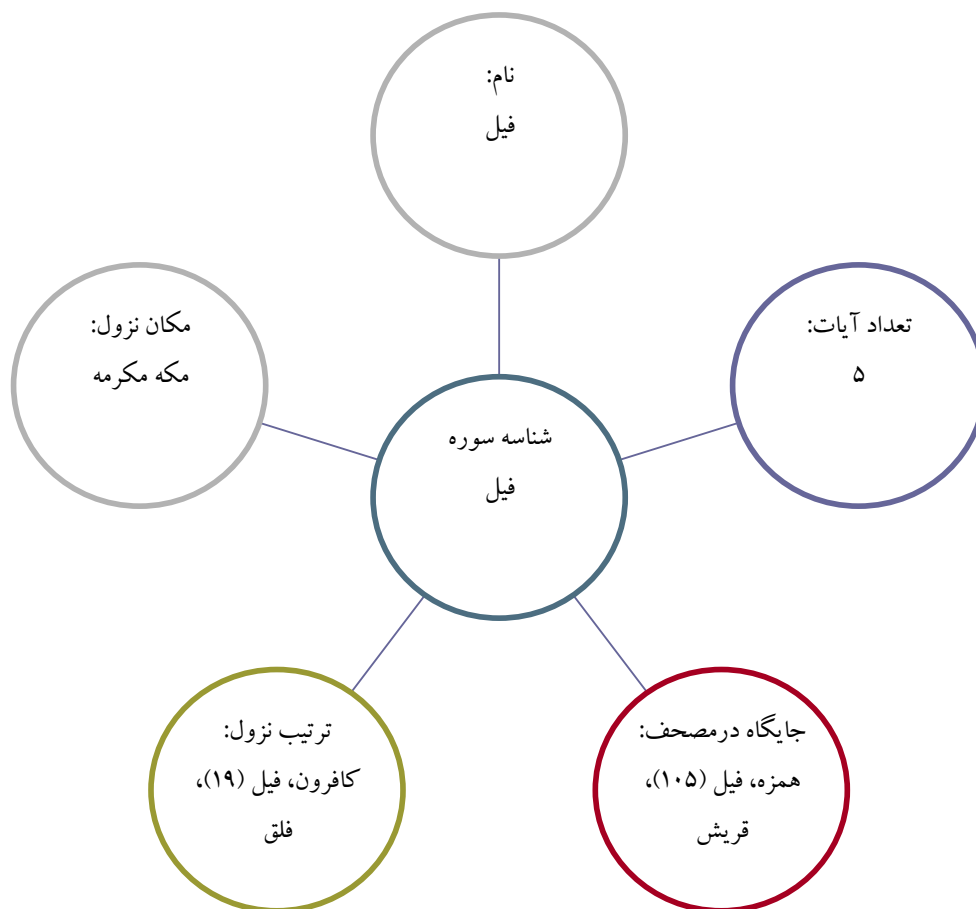 نام:
فیل
تعداد آیات:
۵
مکان نزول:
مکه مکرمه
شناسه سوره
فیل
جایگاه درمصحف:
همزه، فیل (۱۰۵)،
قریش
ترتیب نزول:
کافرون، فیل (۱۹)،
فلق